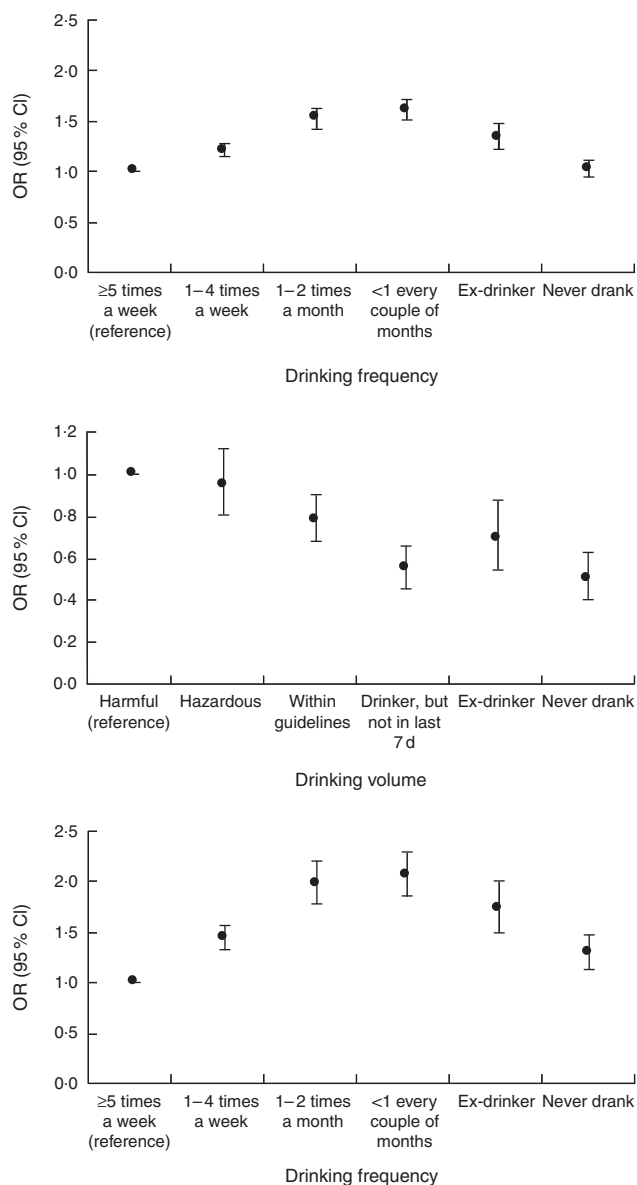 2·5
2·0
1·5
1·0
0·5
0·0
OR (95 % CI)
≥5 times
a week
(reference)
1–4 times
a week
1–2 times
a month
<1 every
couple of
months
Ex-drinker
Never drank
Drinking frequency
1·2
1·0
0·8
0·6
0·4
0·2
0·0
OR (95 % CI)
Harmful
(reference)
Hazardous
Within
guidelines
Drinker, but
not in last
7 d
Ex-drinker
Never drank
Drinking volume
2·5
2·0
1·5
1·0
0·5
0·0
OR (95 % CI)
≥5 times
a week
(reference)
1–4 times
a week
1–2 times
a month
<1 every
couple of
months
Ex-drinker
Never drank
Drinking frequency